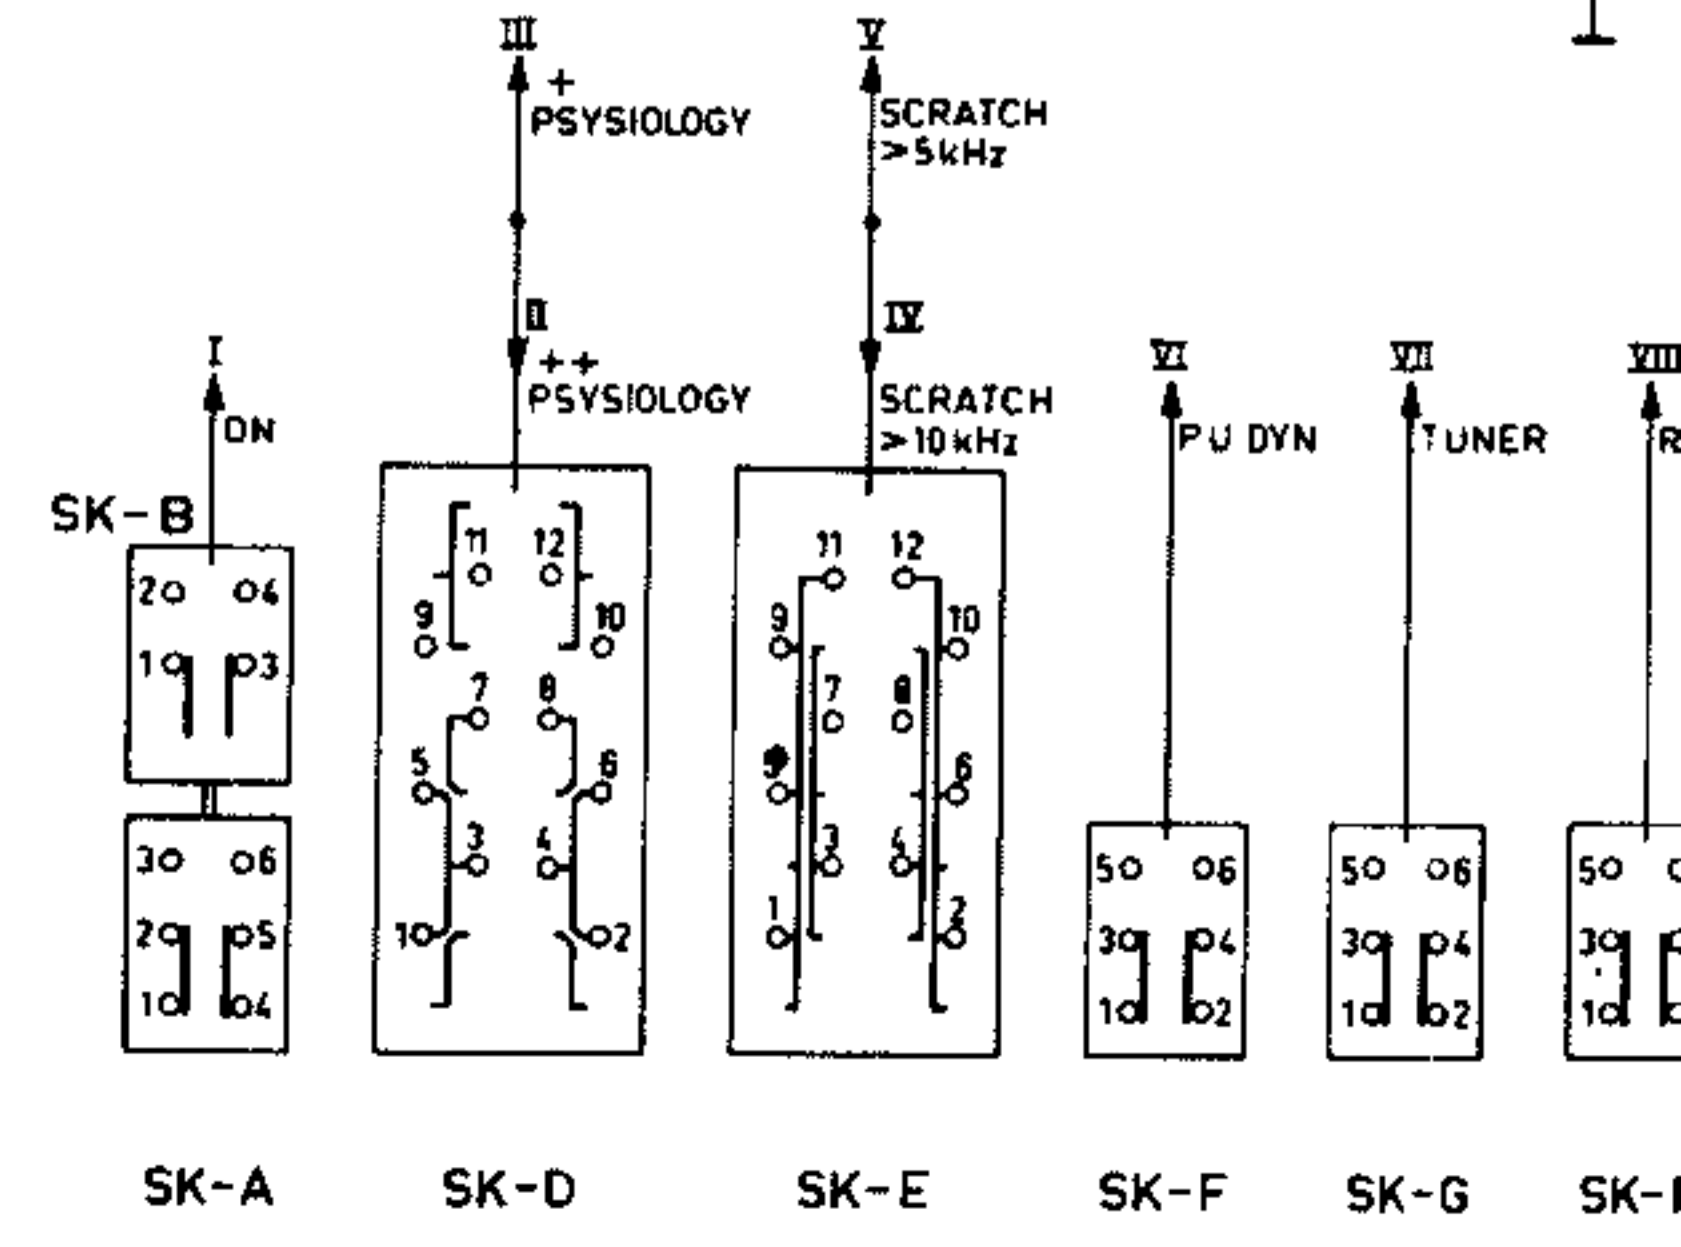 III
V
+
PSYSIOLOGY
SCRATCH
>5kHz
II
IV
I
++
PSYSIOLOGY
SCRATCH
>10kHz
VI
VII
VIII
ON
PU DYN
TUNER
R
SK-B
2 4
1 3
3 6
2 5
1 4
11 12
9 10
7 8
5 6
3 4
1 2
11 12
9 10
7 8
6
3 4
1 2
5 6
3 4
1 2
5 6
3 4
1 2
5
3
1
SK-A
SK-D
SK-E
SK-F
SK-G
SK-